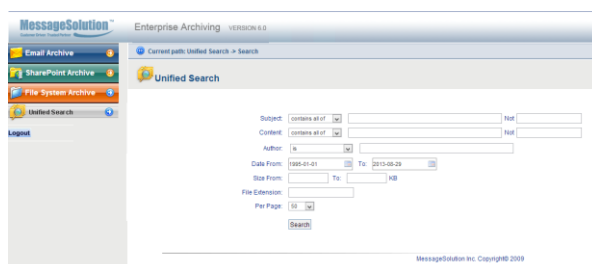 MessageSolution™
Enterprise Archiving VERSION 6.0
Email Archive
SharePoint Archive
File System Archive
Unified Search
Logout
Current path: Unified Search -> Search
Unified Search
Subject: contains all of Not
Content: contains all of Not
Author: is
Date From: 1995-01-01 To: 2013-08-29
Size From: To: KB
File Extension:
Per Page: 50
Search
MessageSolution Inc. Copyright© 2009